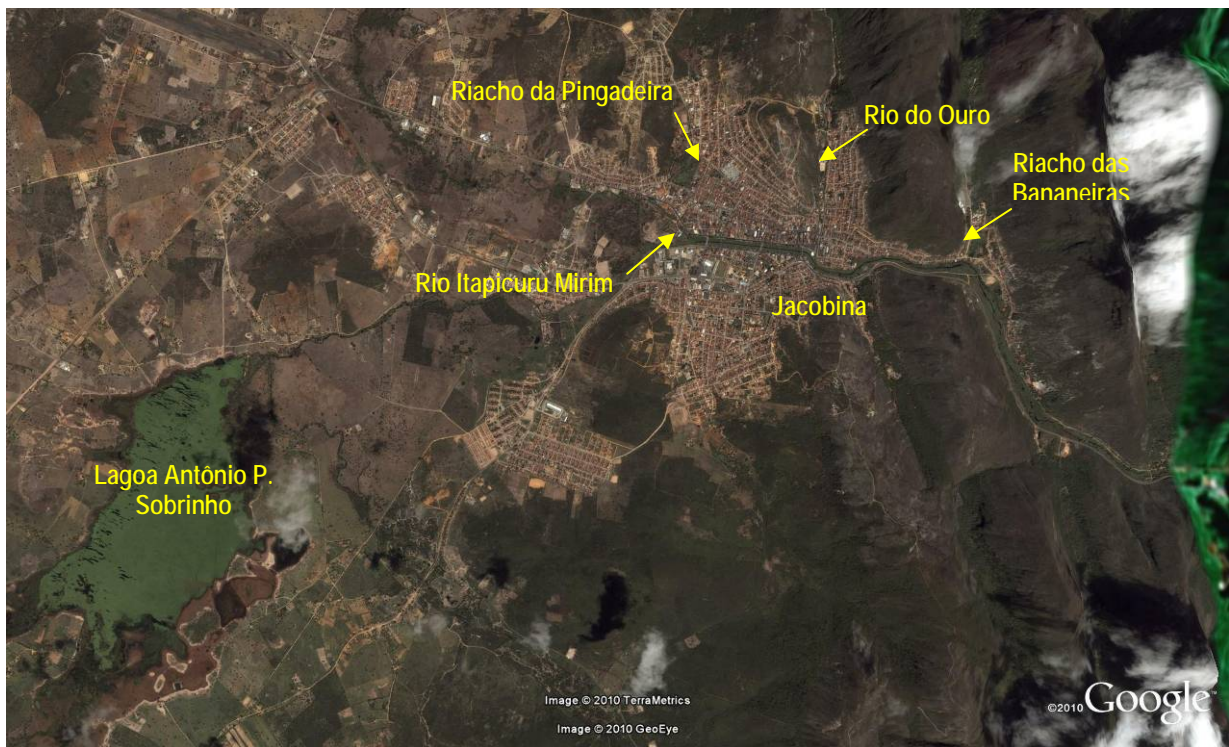 Riacho da Pingadeira
Rio do Ouro
Riacho das
Bananeiras
Rio Itapicuru Mirim
Jacobina
Lagoa Antônio P.
Sobrinho
Image © 2010 TerraMetrics
Image © 2010 GeoEye
©2010 Google™